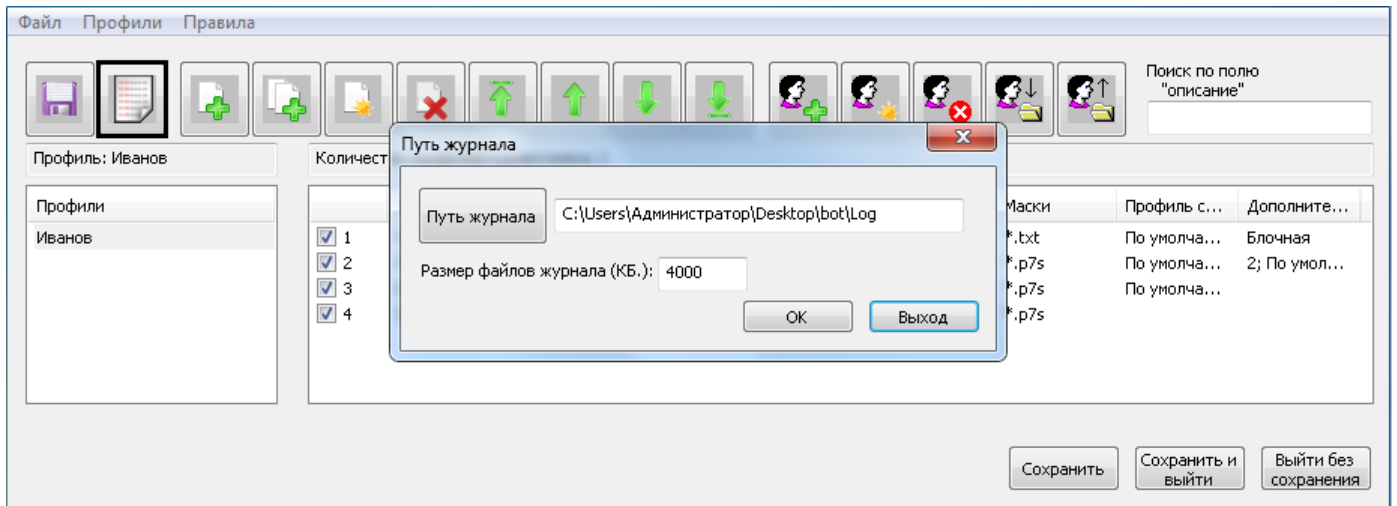 Файл Профили Правила
Поиск по полю
"описание"
Профиль: Иванов
Количест
Путь журнала
Путь журнала
C:\Users\Администратор\Desktop\bot\Log
Размер файлов журнала (КБ.): 4000
OK Выход
Профили
Иванов
Маски Профиль с... Дополните...
1 *.txt По умолча... Блочная
2 *.p7s По умолча... 2; По умол...
3 *.p7s По умолча...
4 *.p7s
Сохранить
Сохранить и
выйти
Выйти без
сохранения